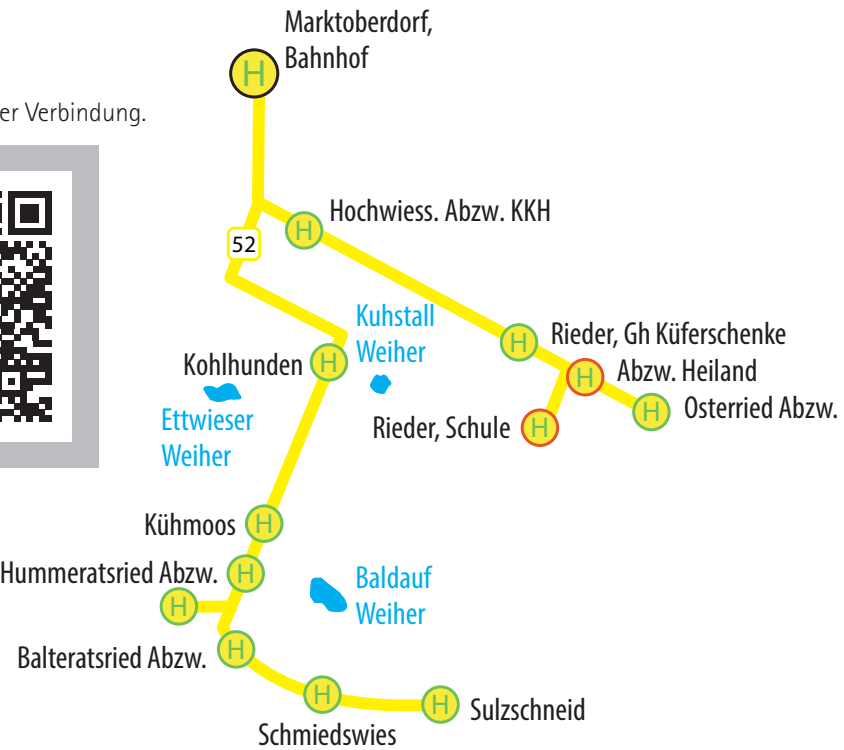 Marktoberdorf,
Bahnhof
H
er Verbindung.
Hochwiess. Abzw. KKH
H
52
Kuhstall
Weiher
Rieder, Gh Küferschenke
H
Kohlhunden
H
Abzw. Heiland
H
Ettwieser
Weiher
Osterried Abzw.
H
Rieder, Schule
H
Kühmoos
H
Hummeratsried Abzw.
H
Baldauf
Weiher
H
Balteratsried Abzw.
H
Schmiedswies
H
Sulzschneid
H